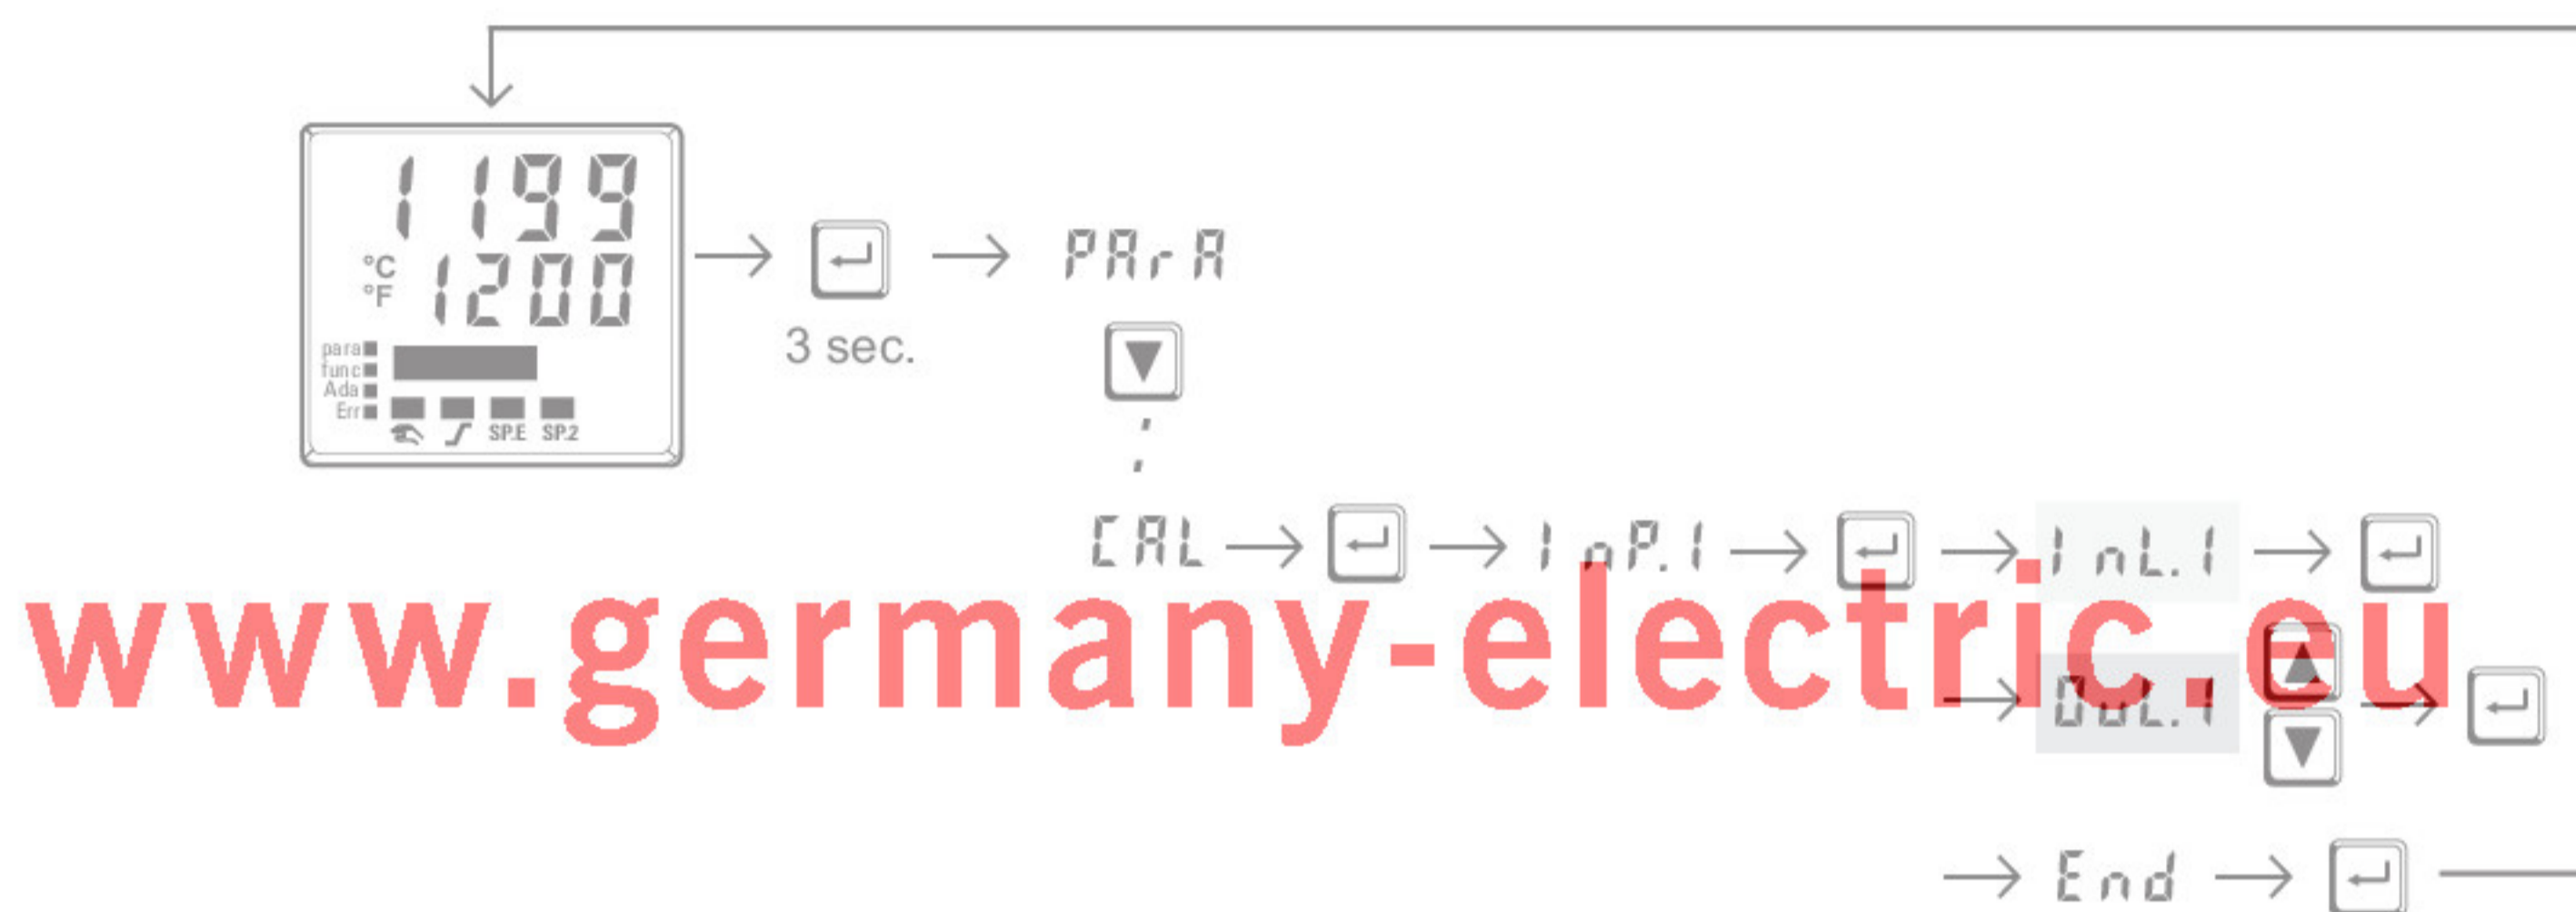 1199
°C
°F
1200
para
func
Ada
Err
SP.E SP.2
3 sec.
PArA
CAL InP.1 InL.1
www.germany-electric.eu
OuL.1
End